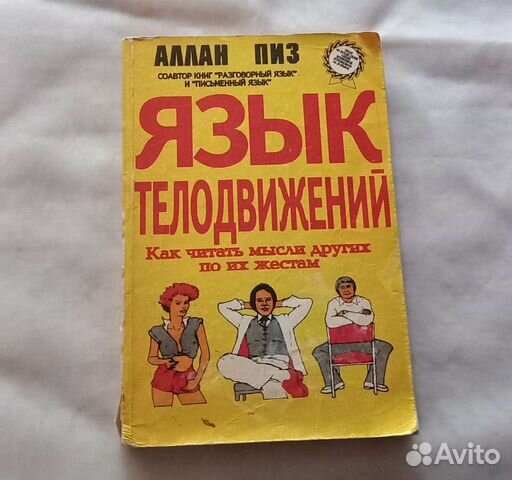 АЛЛАН ПИЗ
СОАВТОР КНИГ "РАЗГОВОРНЫЙ ЯЗЫК"
И "ПИСЬМЕННЫЙ ЯЗЫК"
ЯЗЫК
ТЕЛОДВИЖЕНИЙ
Как читать мысли других
по их жестам
Avito